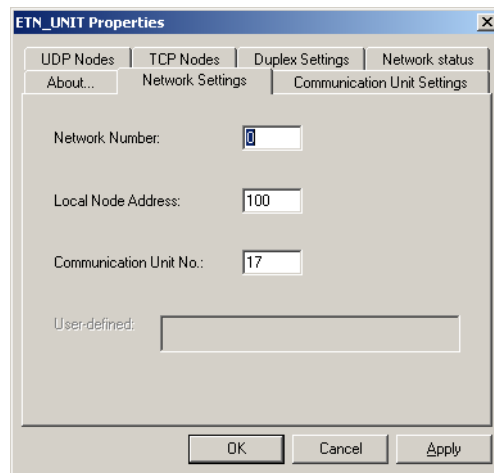 ETN_UNIT Properties
UDP Nodes TCP Nodes Duplex Settings Network status
About... Network Settings Communication Unit Settings
Network Number: 0
Local Node Address: 100
Communication Unit No.: 17
User-defined:
OK Cancel Apply